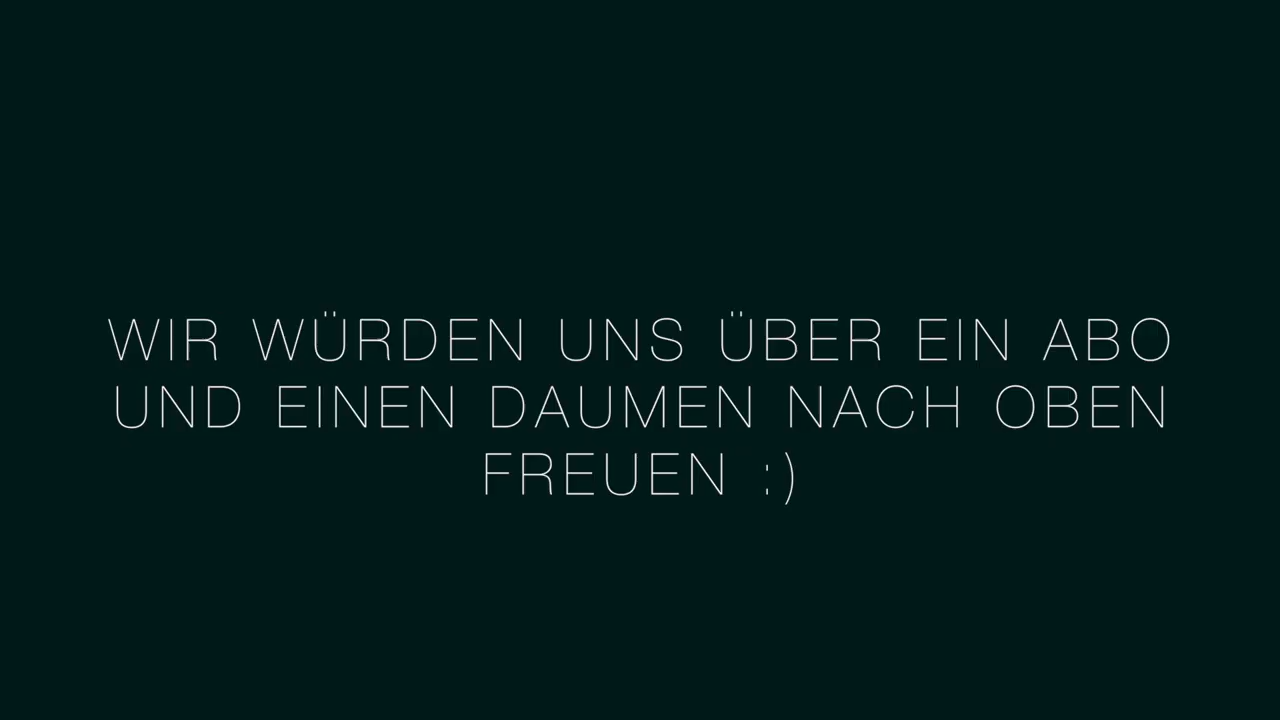 WIR WÜRDEN UNS ÜBER EIN ABO
UND EINEN DAUMEN NACH OBEN
FREUEN :)